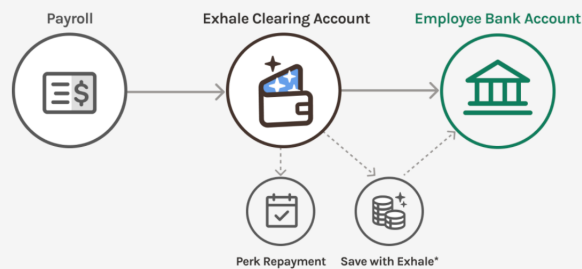 Payroll
Exhale Clearing Account
Employee Bank Account
$
Perk Repayment
Save with Exhale*